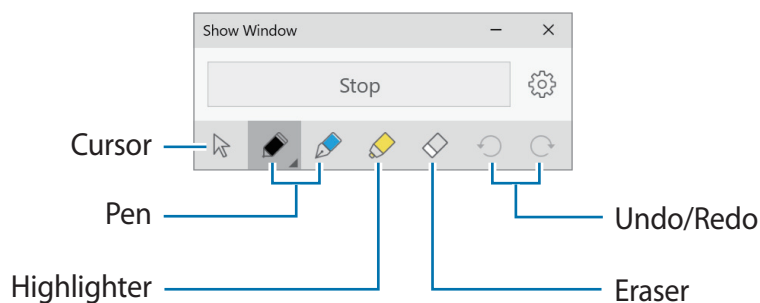 Show Window
Stop
Cursor
Pen
Undo/Redo
Highlighter
Eraser